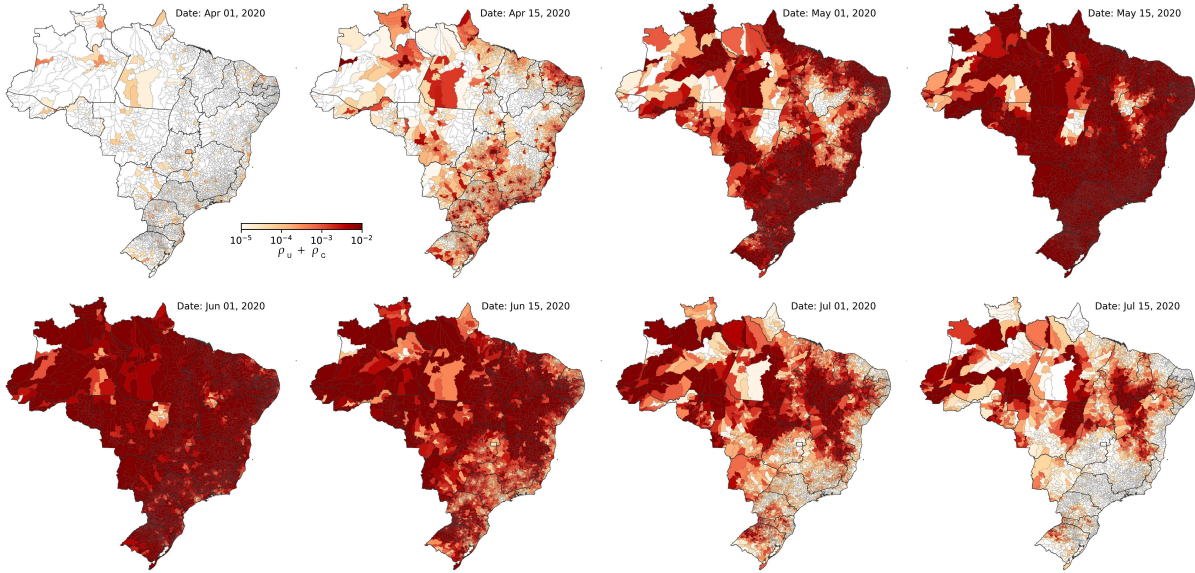 Date: Apr 01, 2020
Date: Apr 15, 2020
Date: May 01, 2020
Date: May 15, 2020
10⁻⁵ 10⁻⁴ 10⁻³ 10⁻²
ρᵤ + ρ_c
Date: Jun 01, 2020
Date: Jun 15, 2020
Date: Jul 01, 2020
Date: Jul 15, 2020